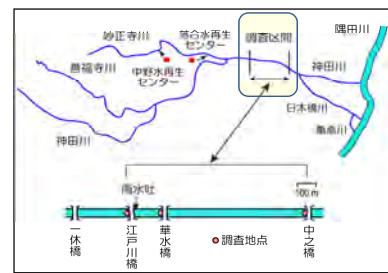 妙正寺川
落合水再生
センター
調査区間
隅田川
善福寺川
中野水再生
センター
神田川
日本橋川
亀島川
神田川
雨水吐
100m
一休橋
江戸川橋
華水橋
調査地点
中之橋